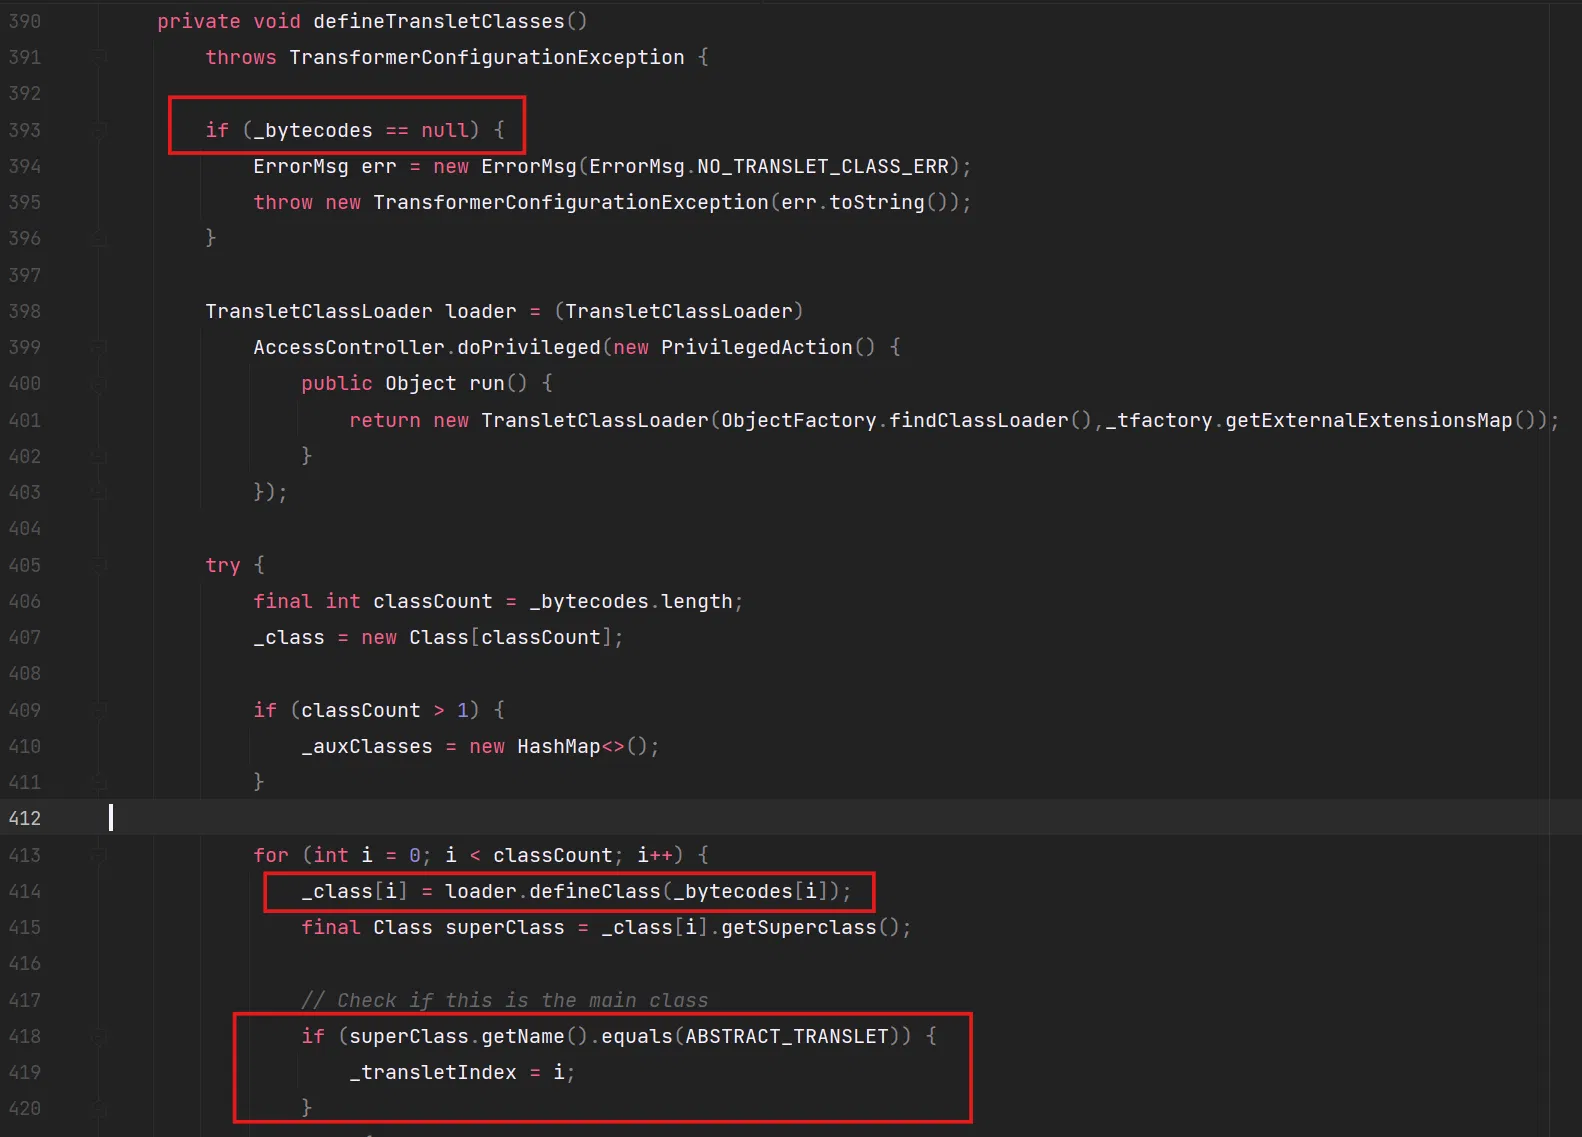 390 private void defineTransletClasses()
391 throws TransformerConfigurationException {
392
393 if (_bytecodes == null) {
394 ErrorMsg err = new ErrorMsg(ErrorMsg.NO_TRANSLET_CLASS_ERR);
395 throw new TransformerConfigurationException(err.toString());
396 }
397
398 TransletClassLoader loader = (TransletClassLoader)
399 AccessController.doPrivileged(new PrivilegedAction() {
400 public Object run() {
401 return new TransletClassLoader(ObjectFactory.findClassLoader(),_tfactory.getExternalExtensionsMap());
402 }
403 });
404
405 try {
406 final int classCount = _bytecodes.length;
407 _class = new Class[classCount];
408
409 if (classCount > 1) {
410 _auxClasses = new HashMap<>();
411 }
412
413 for (int i = 0; i < classCount; i++) {
414 _class[i] = loader.defineClass(_bytecodes[i]);
415 final Class superClass = _class[i].getSuperclass();
416
417 // Check if this is the main class
418 if (superClass.getName().equals(ABSTRACT_TRANSLET)) {
419 _transletIndex = i;
420 }